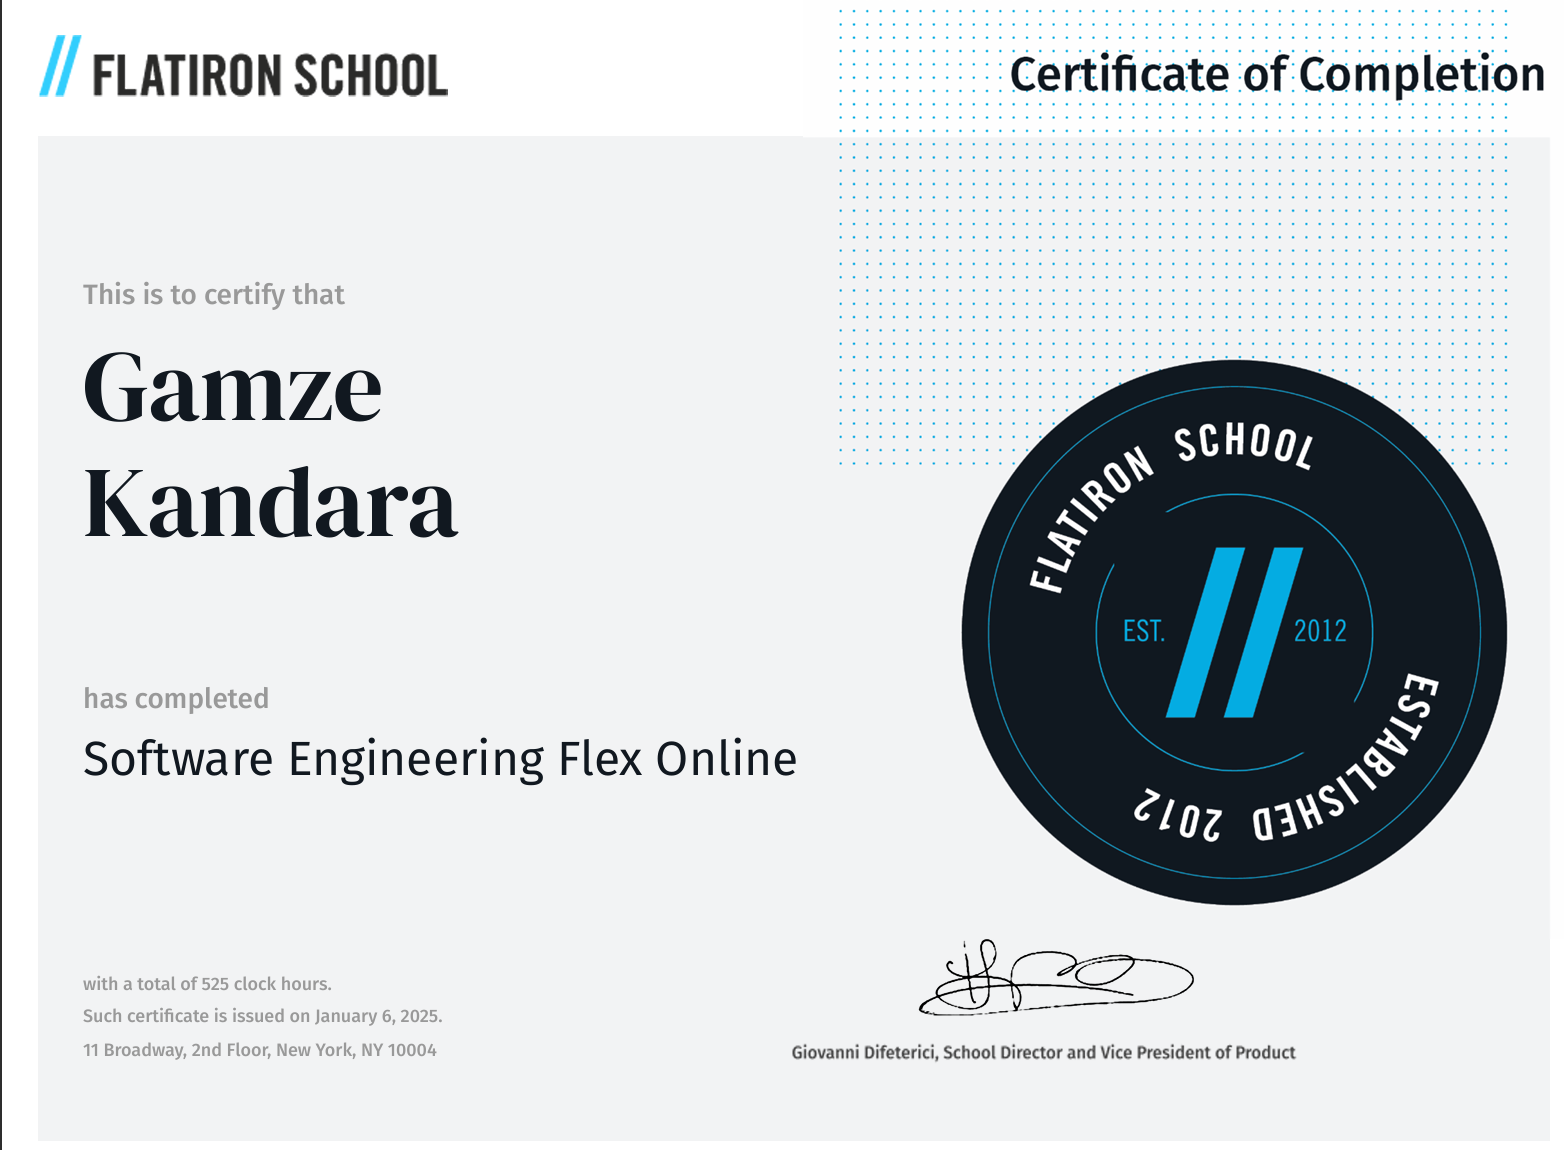 FLATIRON SCHOOL
Certificate of Completion
This is to certify that
Gamze
Kandara
has completed
Software Engineering Flex Online
FLATIRON SCHOOL
EST. 2012
ESTABLISHED 2012
with a total of 525 clock hours.
Such certificate is issued on January 6, 2025.
11 Broadway, 2nd Floor, New York, NY 10004
Giovanni Difeterici, School Director and Vice President of Product